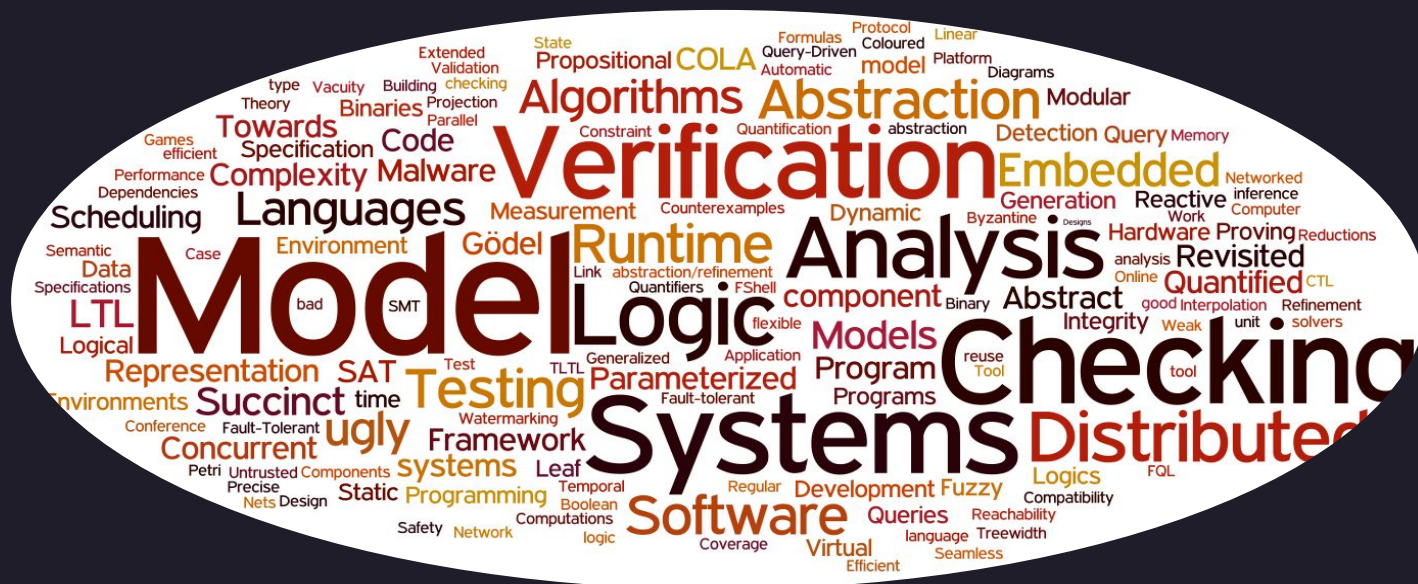 Protocol
Formulas
Coloured
Linear
State
Extended
Propositional
COLA
Query-Driven
Automatic
model
Platform
Diagrams
Validation
type
Vacuity
Building
checking
Theory
Binaries
Projection
Parallel
Algorithms
Abstraction
Modular
Towards
Games
efficient
Specification
Code
Constraint
Quantification
abstraction
Detection
Query
Memory
Verification
Performance
Complexity
Malware
Embedded
Networked
Dependencies
Scheduling
Languages
Measurement
Counterexamples
Dynamic
Generation
Reactive
inference
Computer
Byzantine
Designs
Work
Semantic
Case
Environment
Gödel
Runtime
Analysis
Hardware
Proving
Reductions
Data
Specifications
Model
Link
abstraction/refinement
analysis
Revisited
Online
Quantified
CTL
bad
SMT
Quantifiers
FShell
component
Binary
Abstract
good
Interpolation
Refinement
LTL
Logic
flexible
Models
Integrity
Weak
unit
solvers
Logical
Generalized
Application
Program
Checking
reuse
Tool
tool
Representation
SAT
Test
TLTL
Parameterized
Programs
Environments
Succinct
time
Testing
Fault-tolerant
Conference
Fault-Tolerant
ugly
Watermarking
Systems
Distributed
Concurrent
Framework
Petri
Untrusted
Components
systems
Leaf
Logics
FQL
Precise
Nets
Design
Static
Programming
Temporal
Regular
Development
Fuzzy
Compatibility
Boolean
Software
Queries
Reachability
Safety
Network
Computations
logic
Coverage
Virtual
language
Treewidth
Seamless
Efficient